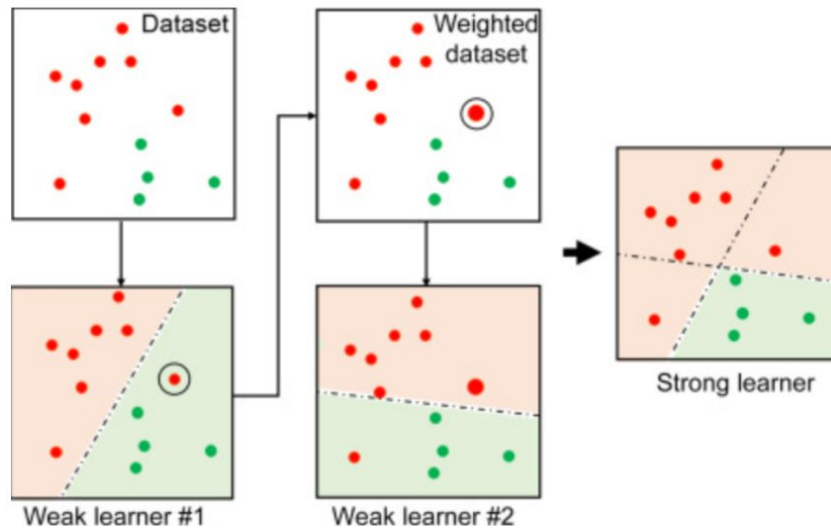 Dataset
Weighted
dataset
Strong learner
Weak learner #1
Weak learner #2